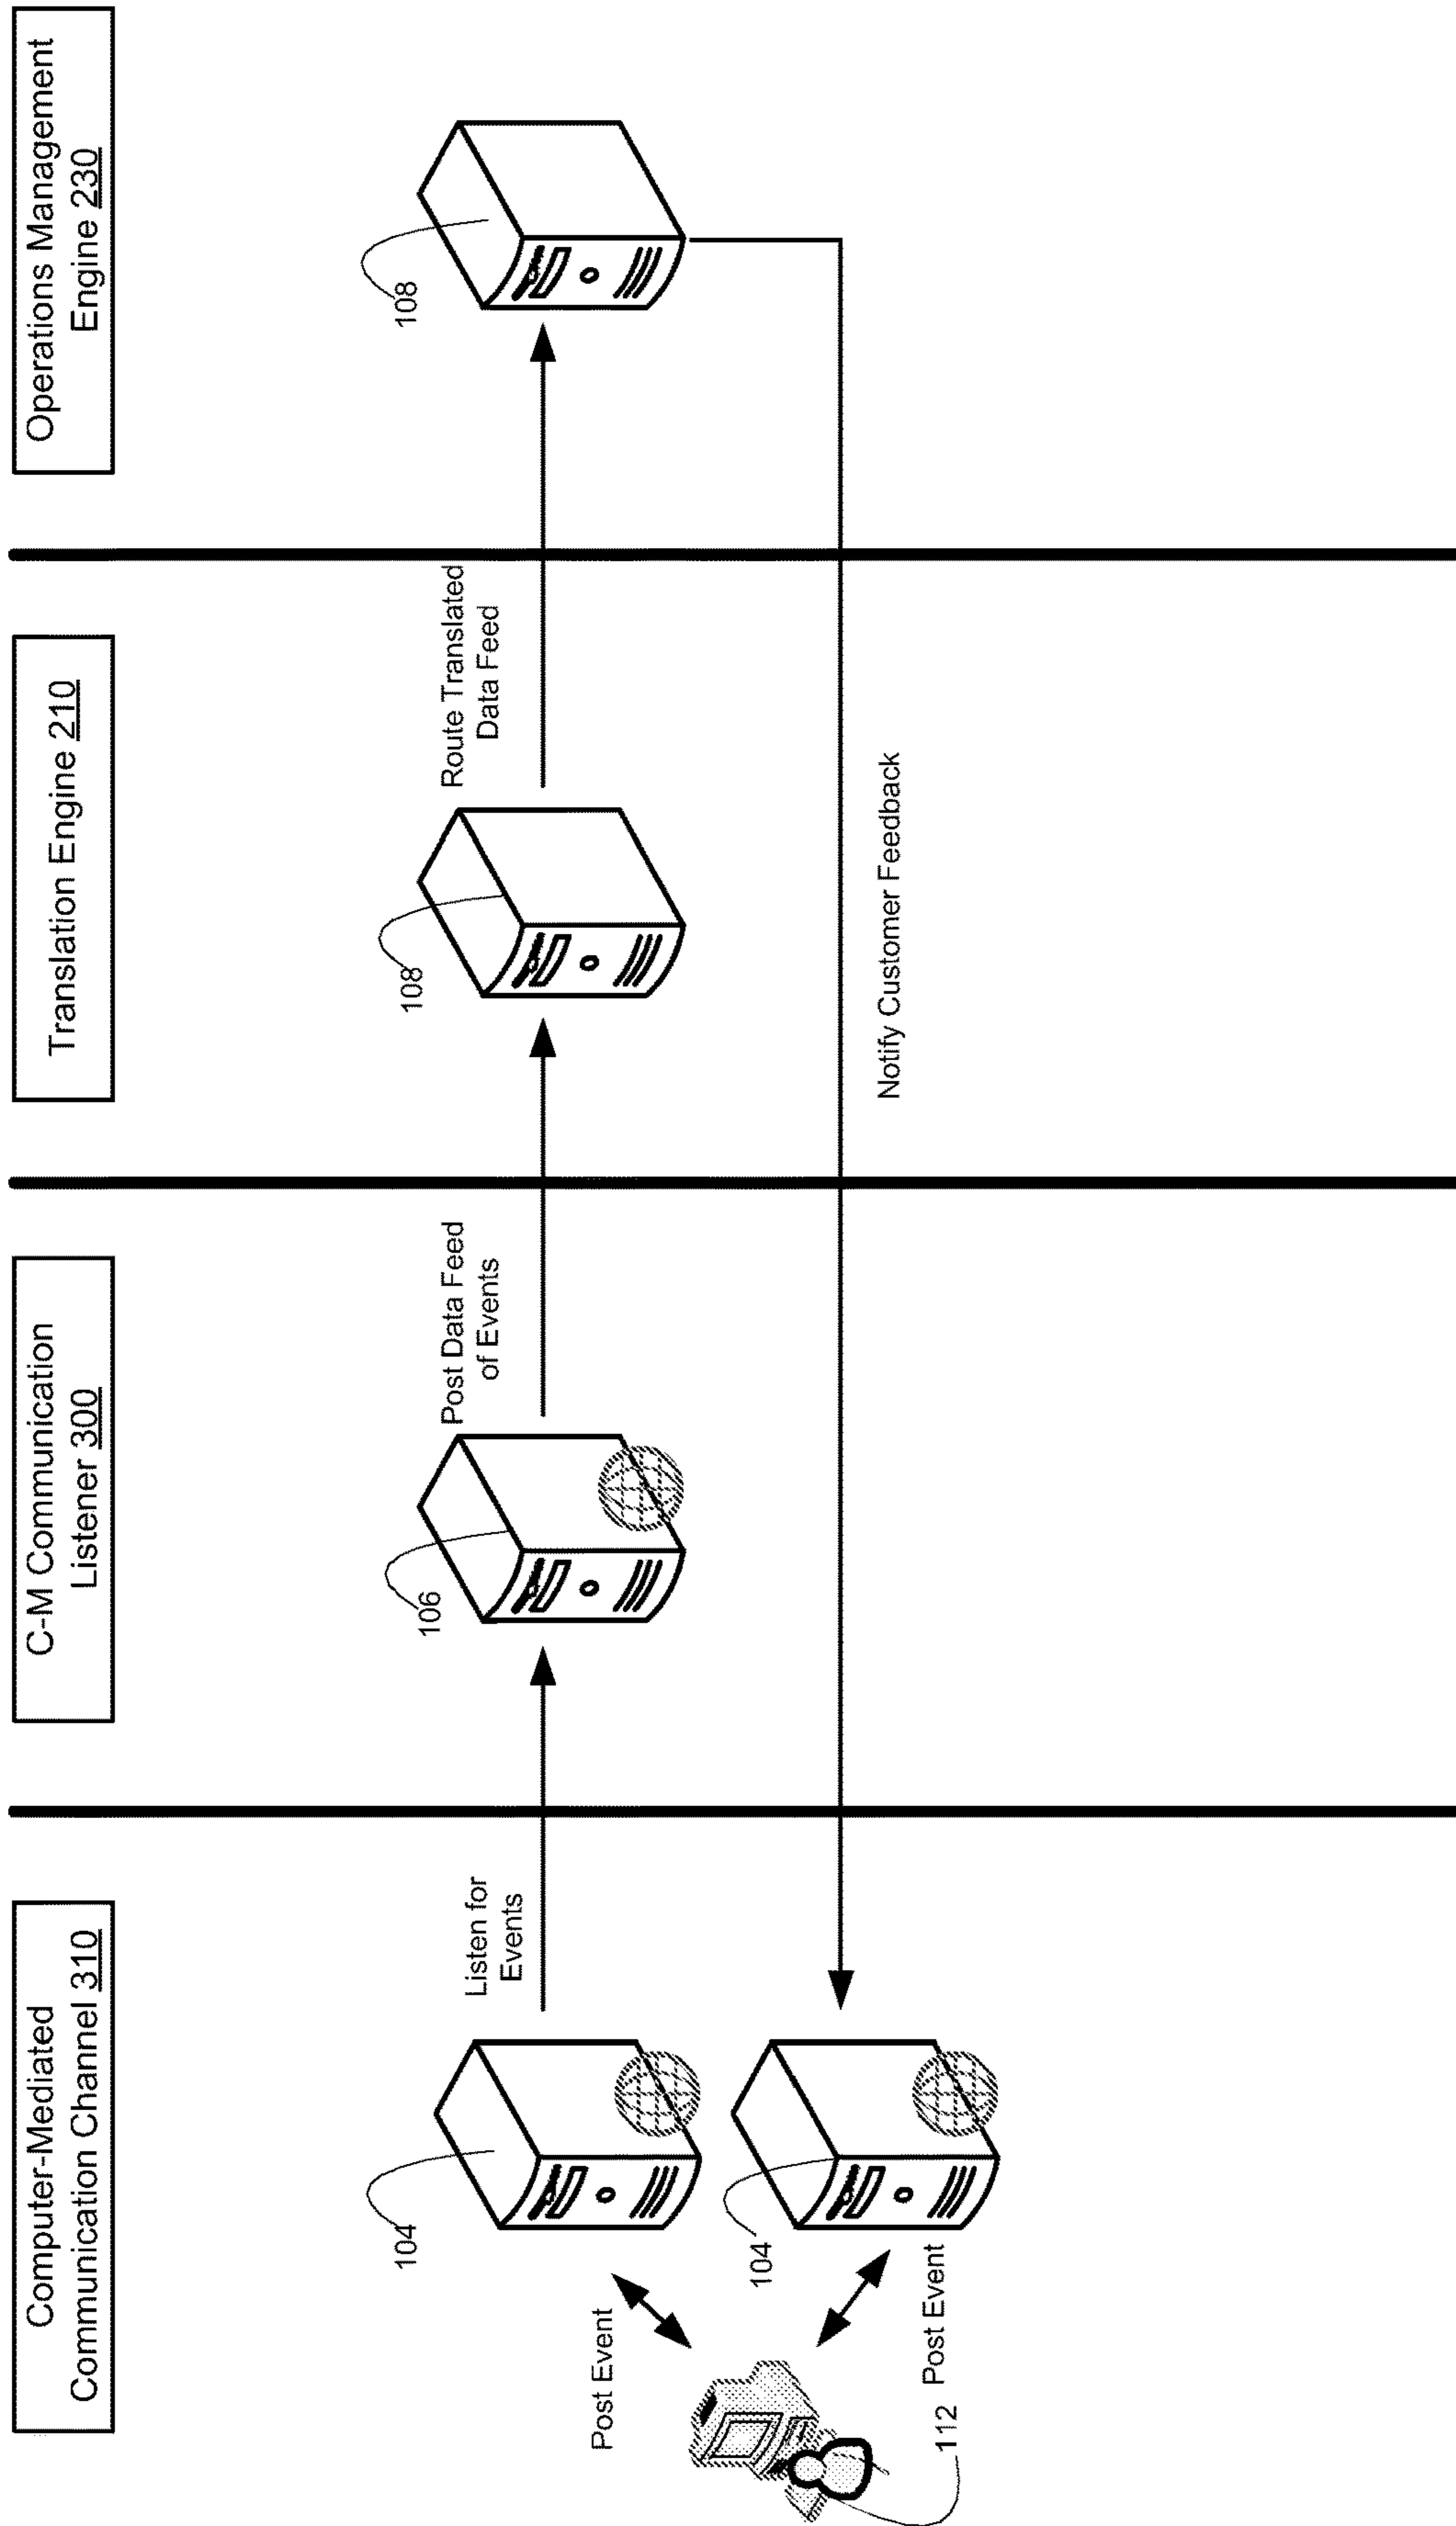 Computer-Mediated
Communication Channel 310
C-M Communication
Listener 300
Translation Engine 210
Operations Management
Engine 230
104
Listen for
Events
106
Post Data Feed
of Events
108
Route Translated
Data Feed
108
Post Event
104
Post Event
112
Notify Customer Feedback